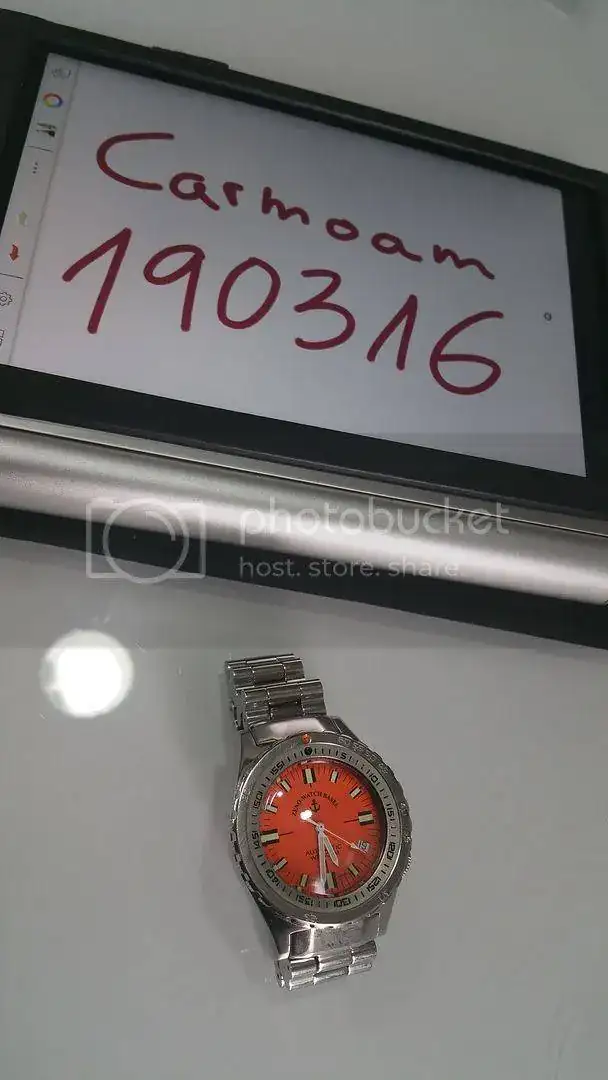 Carmoam
190316
photobucket
host. store. share
ZENO-WATCH BASEL